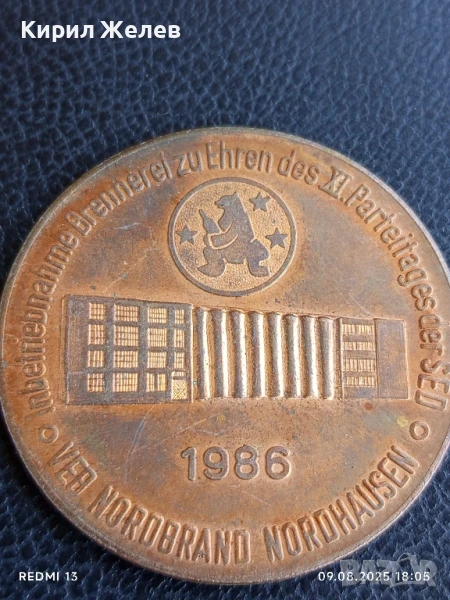 Кирил Желев
Inbetriebnahme Brennerei zu Ehren des XI. Parteitages der SED
1986
VEB NORDBRAND NORDHAUSEN
REDMI 13
09.08.2025 18:05
BAZAR